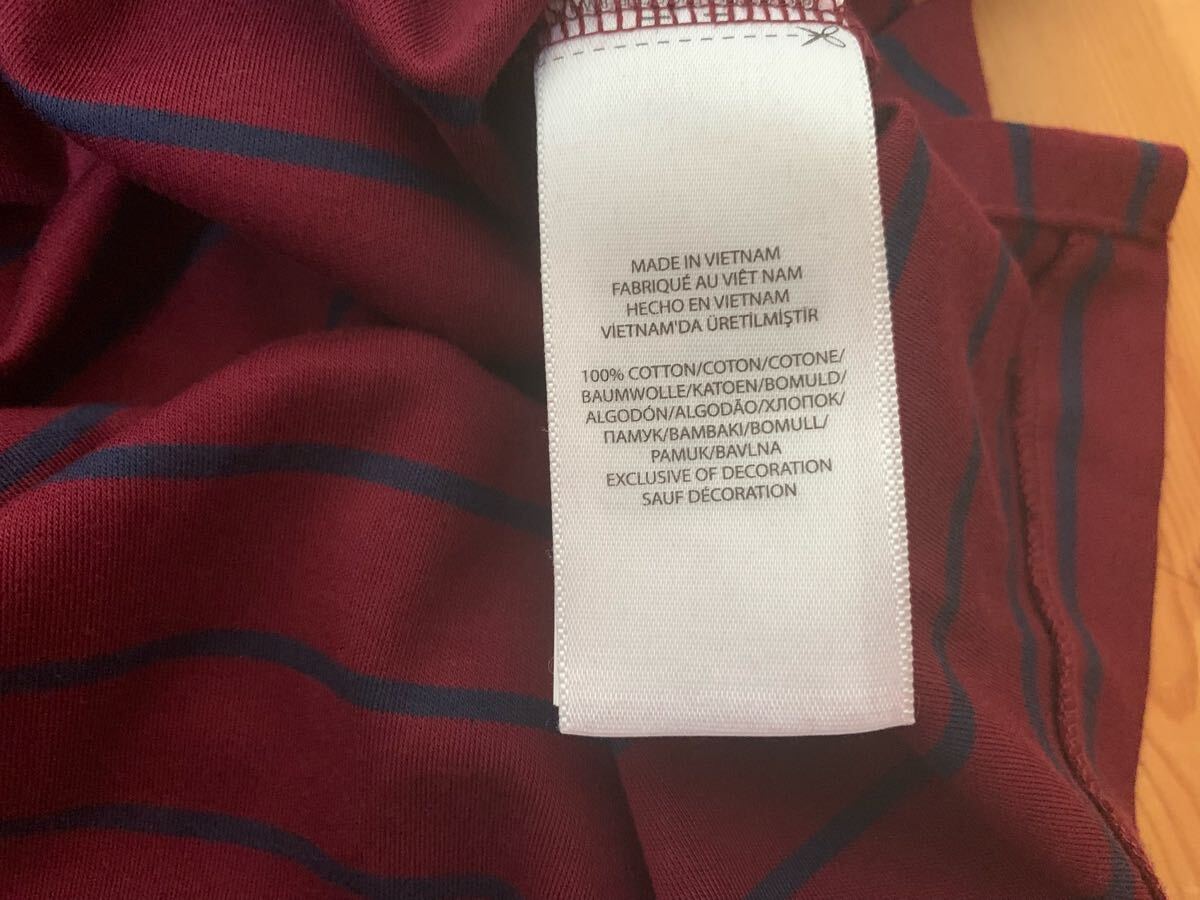 MADE IN VIETNAM
FABRIQUÉ AU VIÊT NAM
HECHO EN VIETNAM
VİETNAM'DA ÜRETİLMİŞTİR
100% COTTON/COTON/COTONE/
BAUMWOLLE/KATOEN/BOMULD/
ALGODÓN/ALGODÃO/ХЛОПОК/
ПАМУК/BAMBAKI/BOMULL/
PAMUK/BAVLNA
EXCLUSIVE OF DECORATION
SAUF DÉCORATION